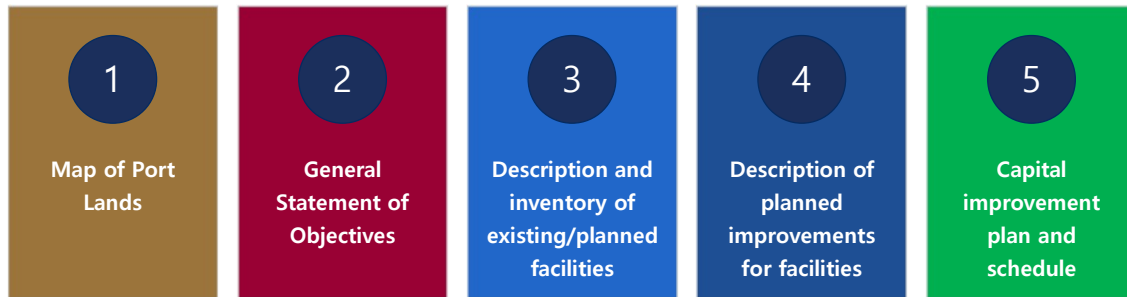 1
Map of Port
Lands
2
General
Statement of
Objectives
3
Description and
inventory of
existing/planned
facilities
4
Description of
planned
improvements
for facilities
5
Capital
improvement
plan and
schedule